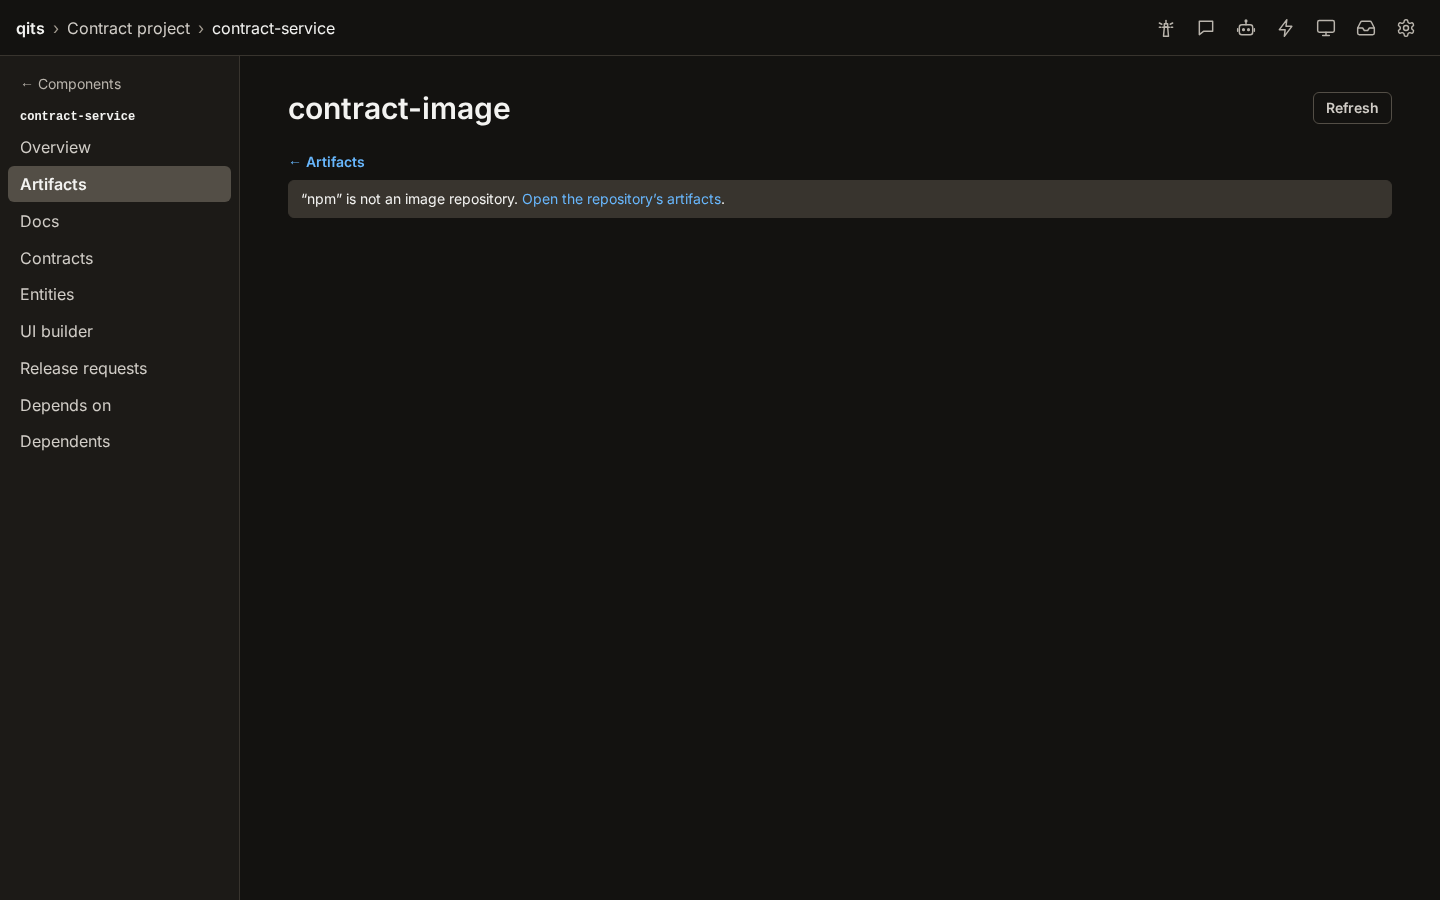 qits › Contract project › contract-service
← Components
contract-service
Overview
Artifacts
Docs
Contracts
Entities
UI builder
Release requests
Depends on
Dependents
contract-image
Refresh
← Artifacts
“npm” is not an image repository. Open the repository’s artifacts.